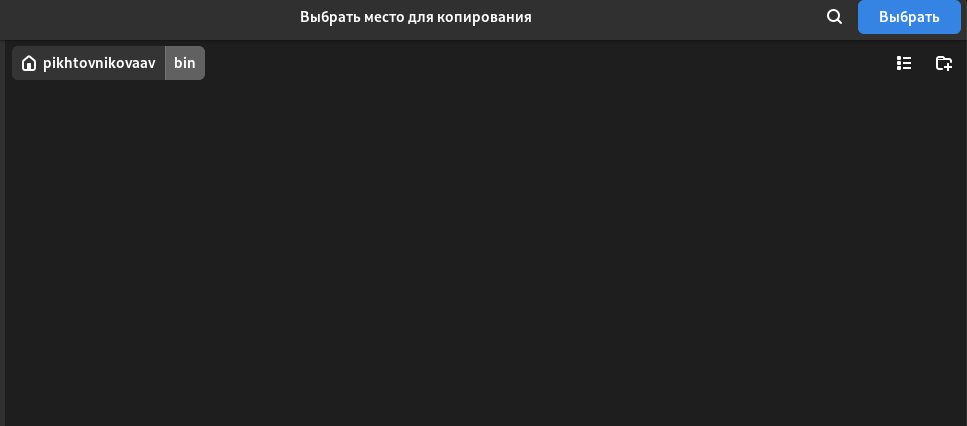 Выбрать место для копирования
Выбрать
pikhtovnikovaav bin